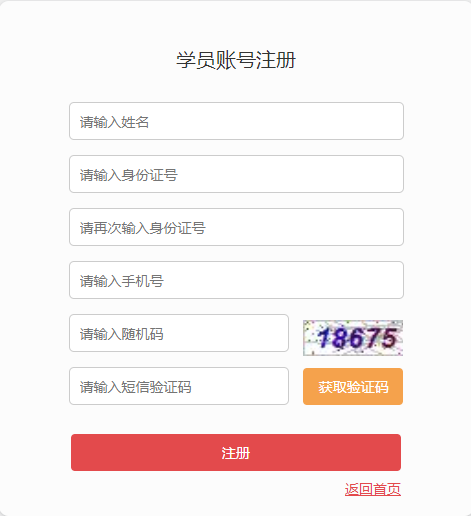 学员账号注册
请输入姓名
请输入身份证号
请再次输入身份证号
请输入手机号
请输入随机码
18675
请输入短信验证码
获取验证码
注册
返回首页